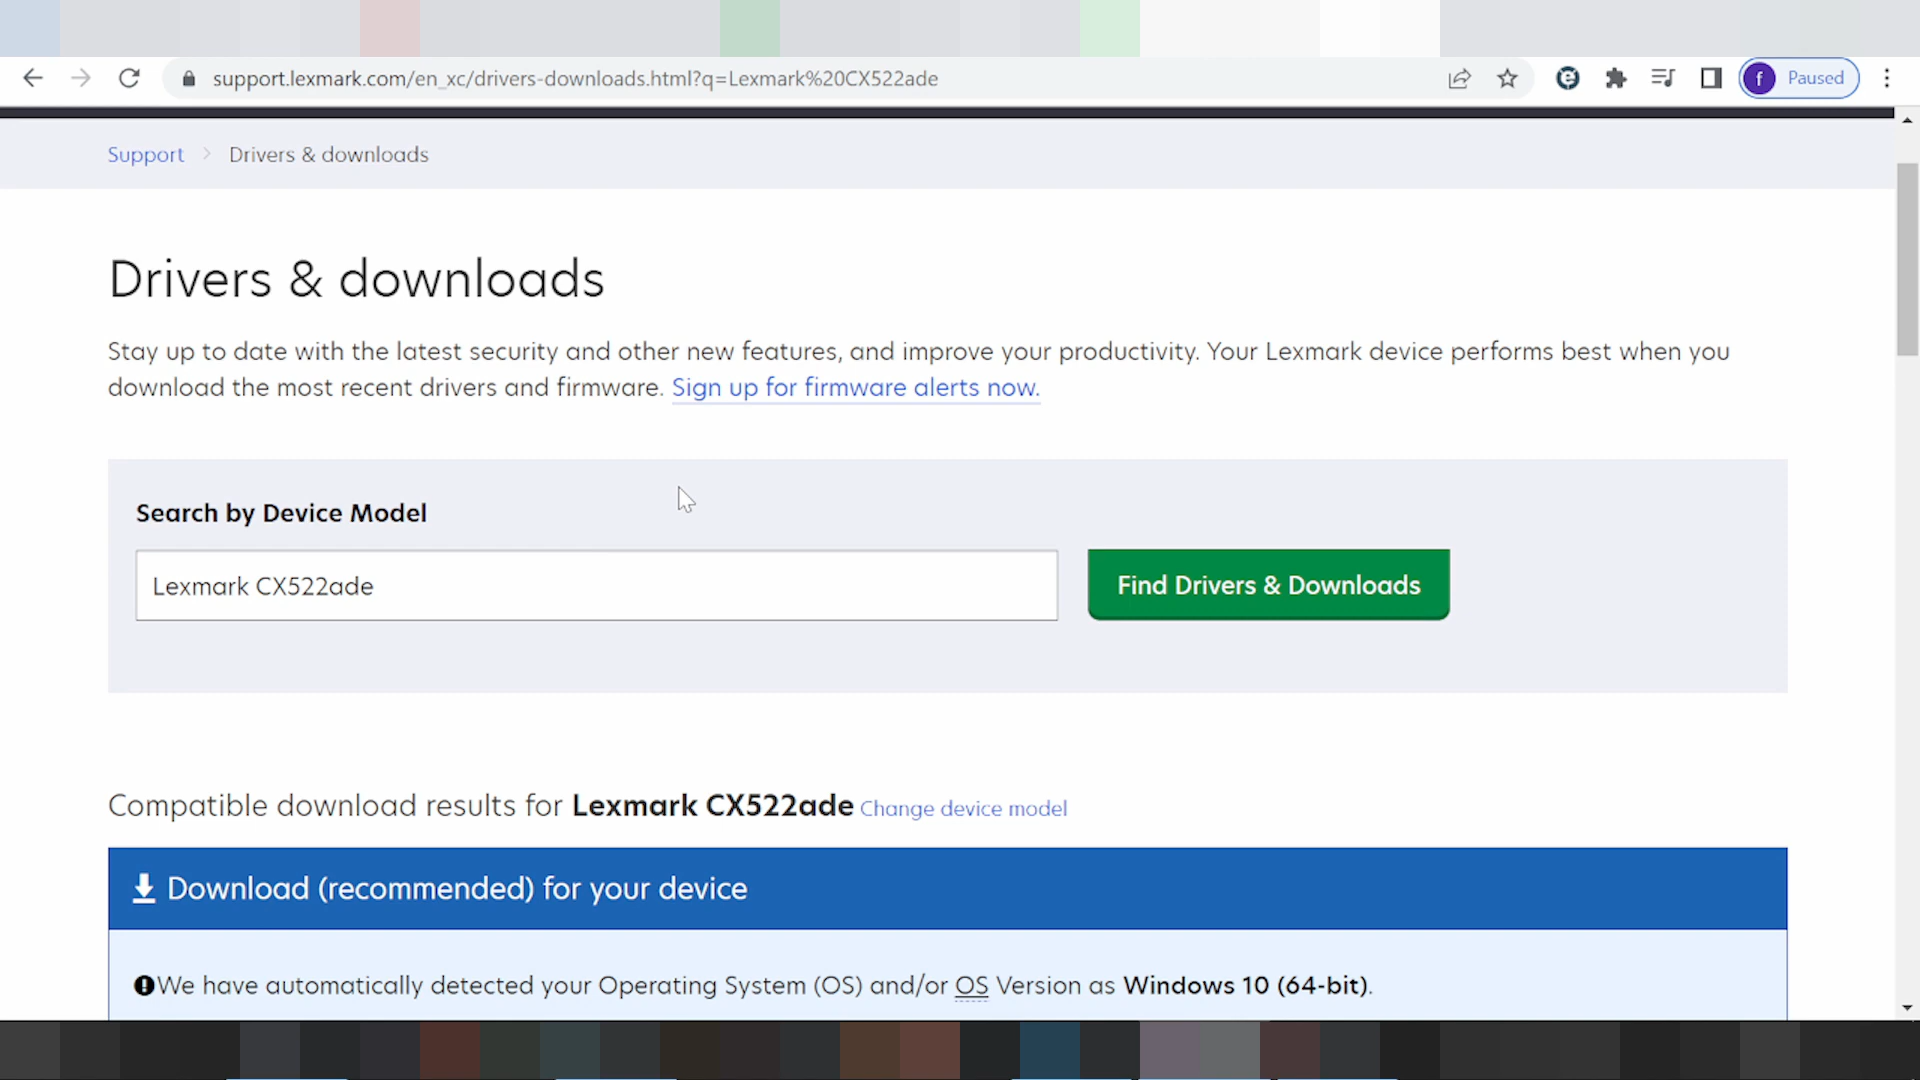 support.lexmark.com/en_xc/drivers-downloads.html?q=Lexmark%20CX522ade
f Paused
Support > Drivers & downloads
Drivers & downloads
Stay up to date with the latest security and other new features, and improve your productivity. Your Lexmark device performs best when you
download the most recent drivers and firmware. Sign up for firmware alerts now.
Search by Device Model
Lexmark CX522ade
Find Drivers & Downloads
Compatible download results for Lexmark CX522ade Change device model
Download (recommended) for your device
We have automatically detected your Operating System (OS) and/or OS Version as Windows 10 (64-bit).